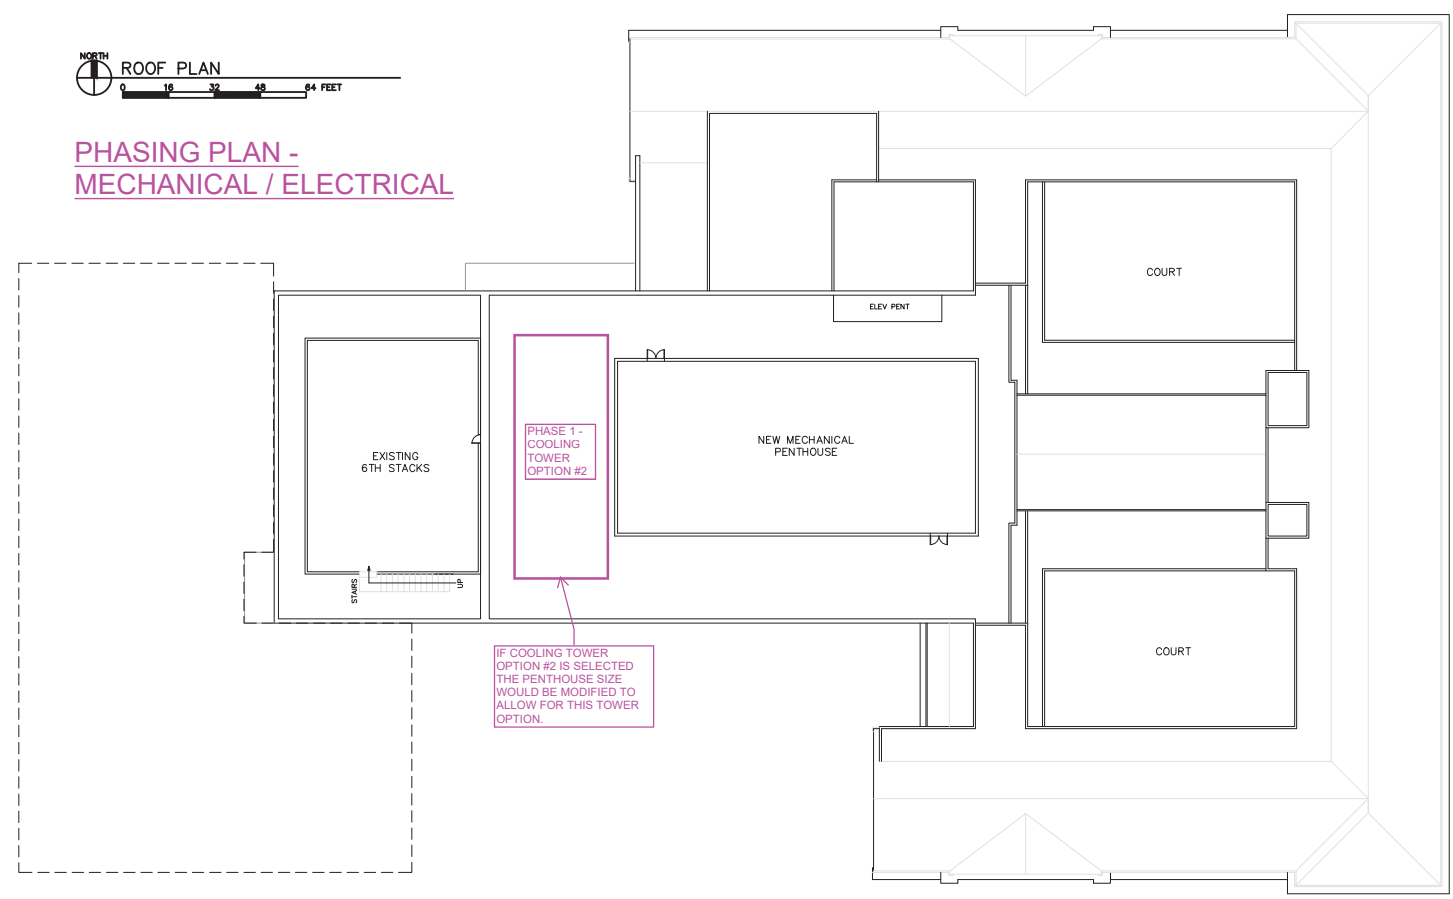 NORTH
ROOF PLAN
0 16 32 48 64 FEET
PHASING PLAN -
MECHANICAL / ELECTRICAL
COURT
ELEV PENT
PHASE 1 -
COOLING
TOWER
OPTION #2
NEW MECHANICAL
PENTHOUSE
EXISTING
6TH STACKS
STAIRS
UP
IF COOLING TOWER
OPTION #2 IS SELECTED
THE PENTHOUSE SIZE
WOULD BE MODIFIED TO
ALLOW FOR THIS TOWER
OPTION.
COURT